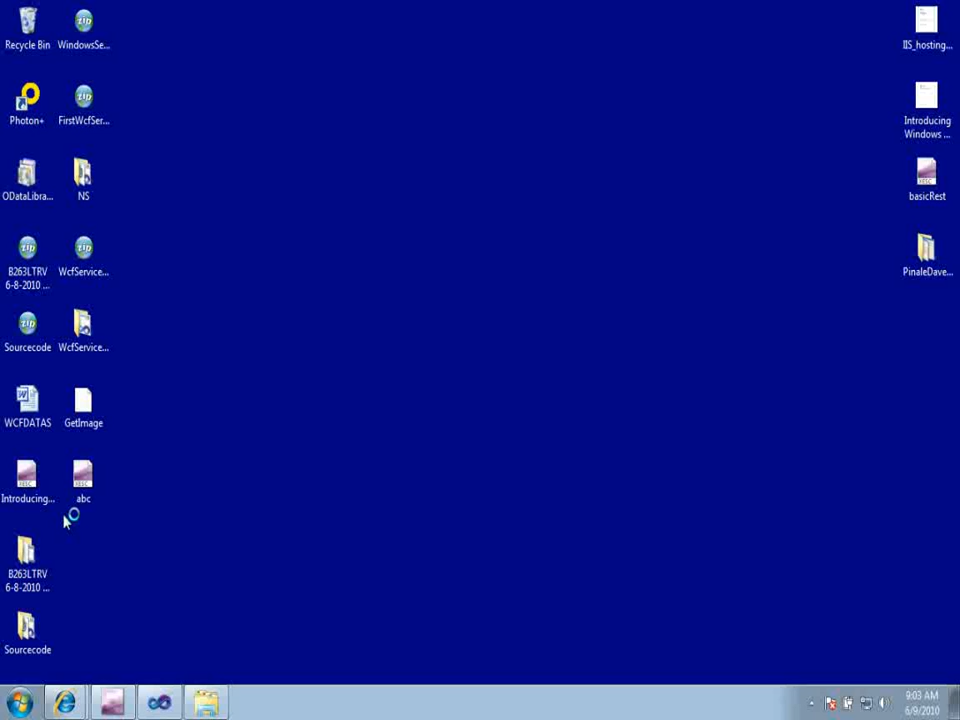 Recycle Bin
WindowsSe...
Photon+
FirstWcfSer...
ODataLibra...
NS
B263LTRV
6-8-2010 ...
WcfService...
Sourcecode
WcfService...
WCFDATAS
GetImage
Introducing...
abc
B263LTRV
6-8-2010 ...
Sourcecode
IIS_hosting...
Introducing
Windows ...
basicRest
PinaleDave...
9:03 AM
6/9/2010